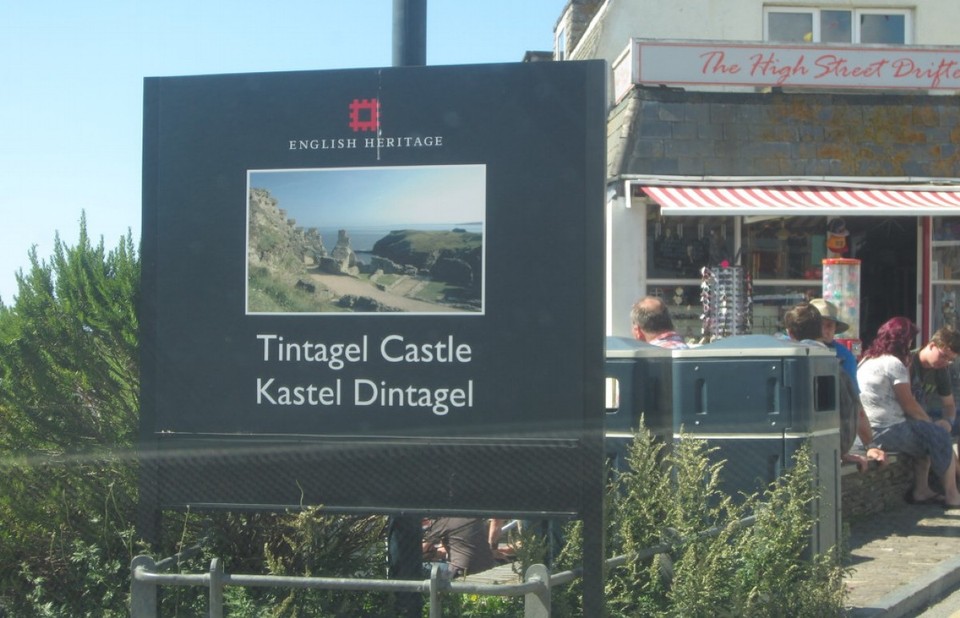 ENGLISH HERITAGE
Tintagel Castle
Kastel Dintagel
The High Street Drifte